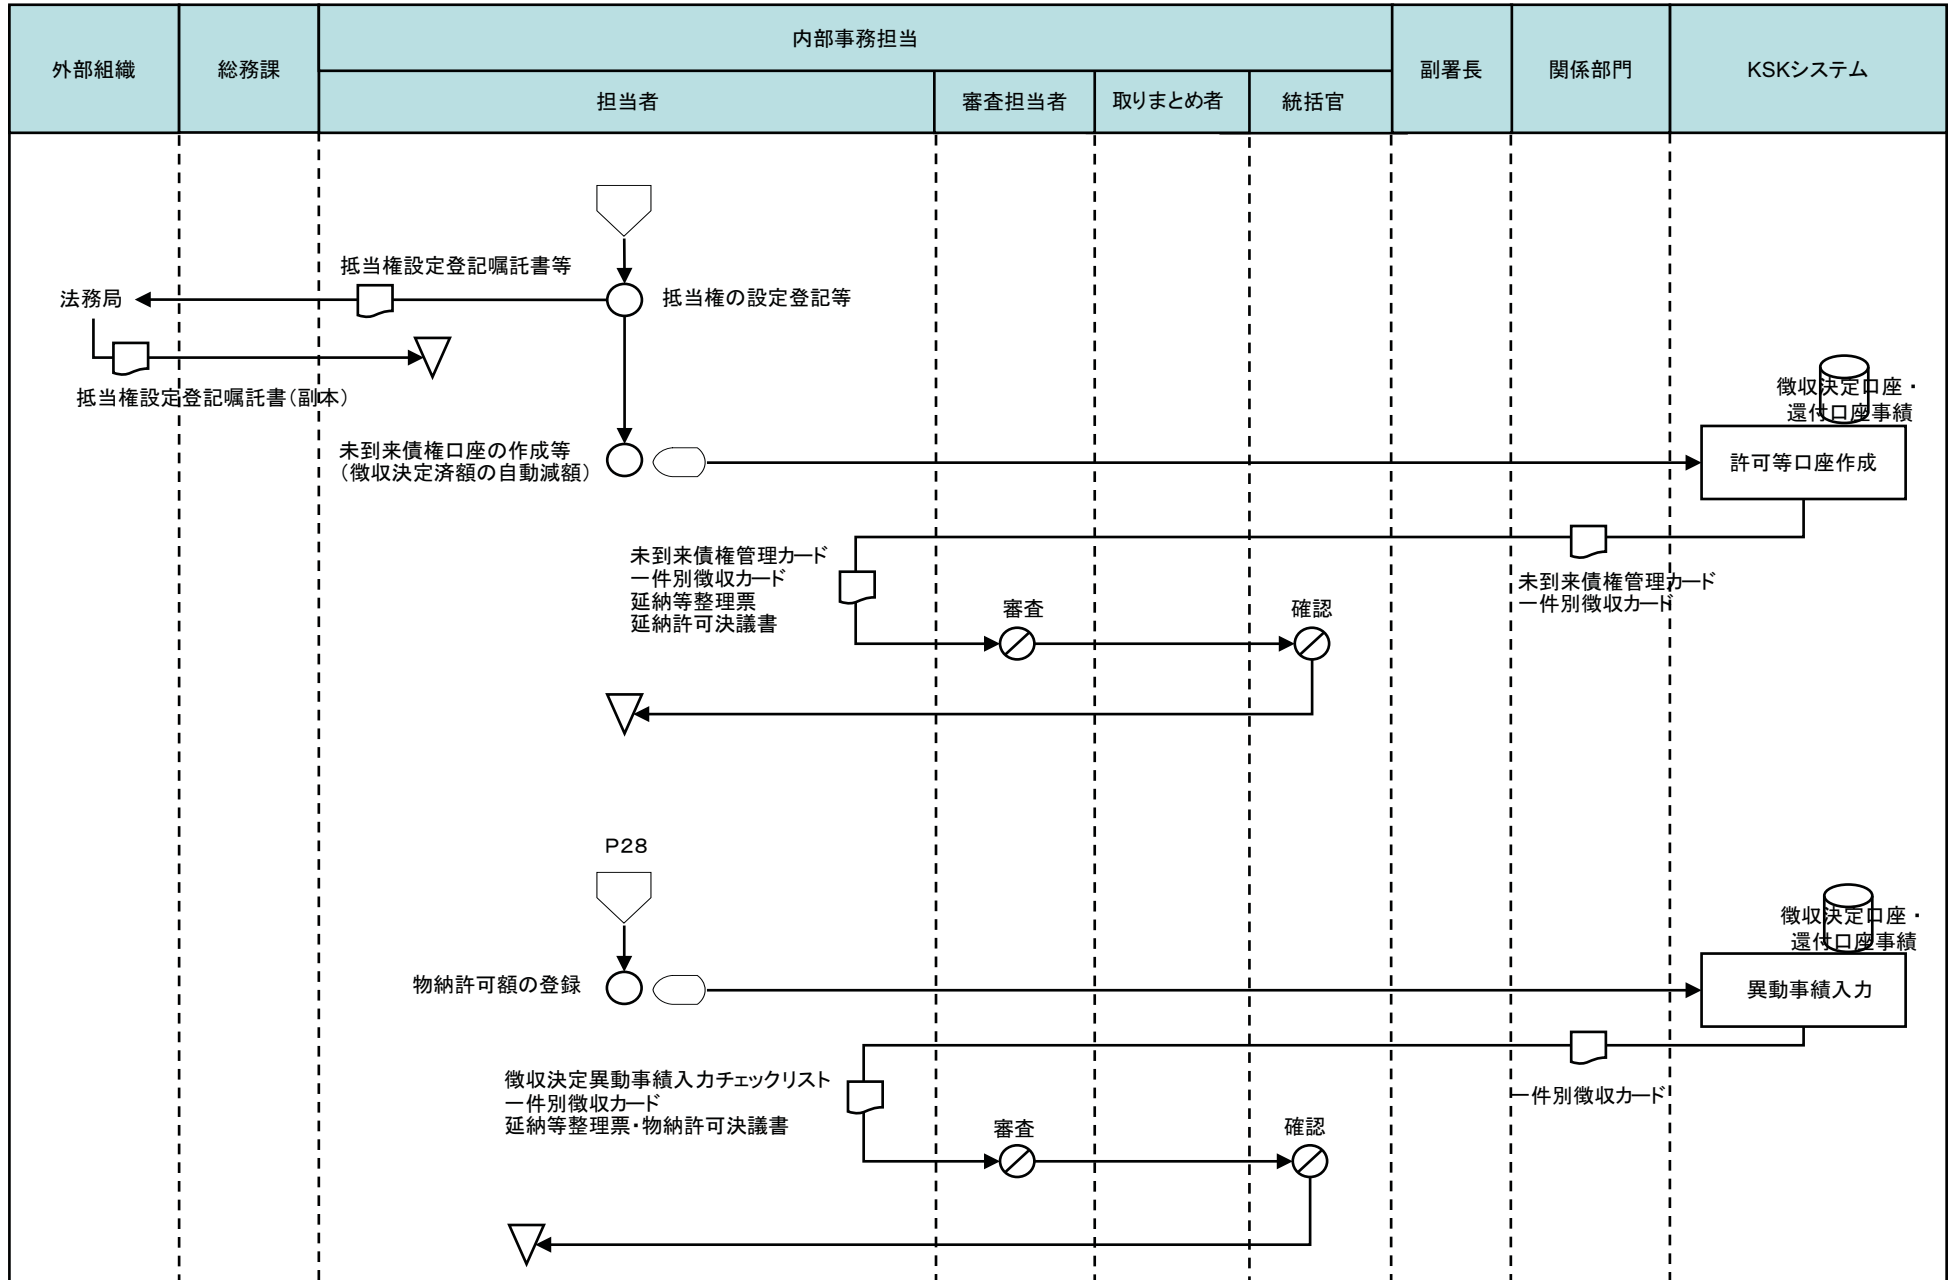 外部組織
総務課
内部事務担当
担当者
審査担当者
取りまとめ者
統括官
副署長
関係部門
KSKシステム
抵当権設定登記嘱託書等
法務局
抵当権の設定登記等
抵当権設定登記嘱託書（副本）
徴収決定口座・
還付口座事績
未到来債権口座の作成等
（徴収決定済額の自動減額）
許可等口座作成
未到来債権管理カード
一件別徴収カード
延納等整理票
延納許可決議書
未到来債権管理カード
一件別徴収カード
審査
確認
P28
徴収決定口座・
還付口座事績
物納許可額の登録
異動事績入力
徴収決定異動事績入力チェックリスト
一件別徴収カード
延納等整理票・物納許可決議書
一件別徴収カード
審査
確認